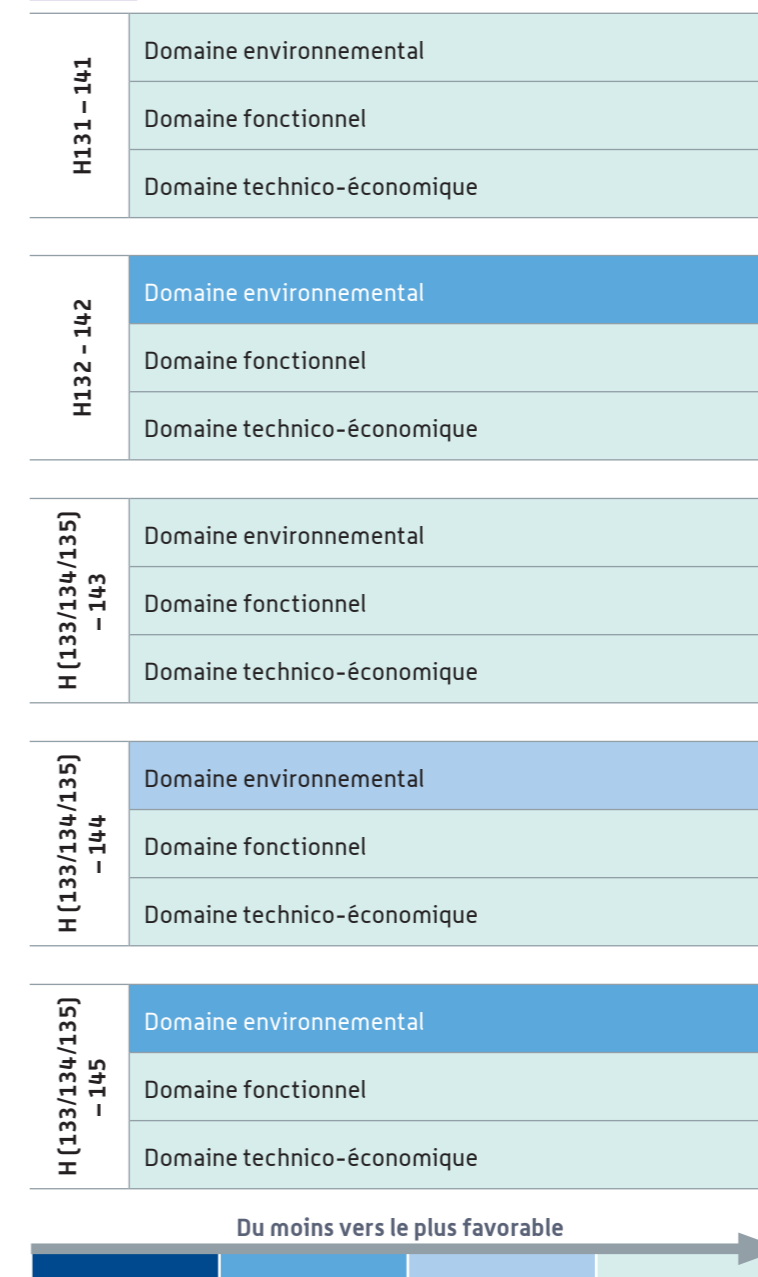 H131 – 141
Domaine environnemental
Domaine fonctionnel
Domaine technico-économique
H132 - 142
Domaine environnemental
Domaine fonctionnel
Domaine technico-économique
H (133/134/135)
– 143
Domaine environnemental
Domaine fonctionnel
Domaine technico-économique
H (133/134/135)
– 144
Domaine environnemental
Domaine fonctionnel
Domaine technico-économique
H (133/134/135)
– 145
Domaine environnemental
Domaine fonctionnel
Domaine technico-économique
Du moins vers le plus favorable